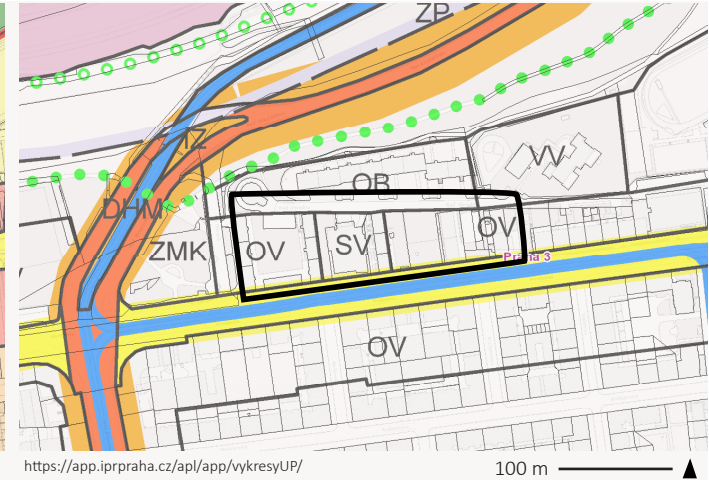 ZP
IZ
VV
OB
DHM
OV
ZMK
OV
SV
Praha 3
OV
https://app.iprpraha.cz/apl/app/vykresyUP/
100 m